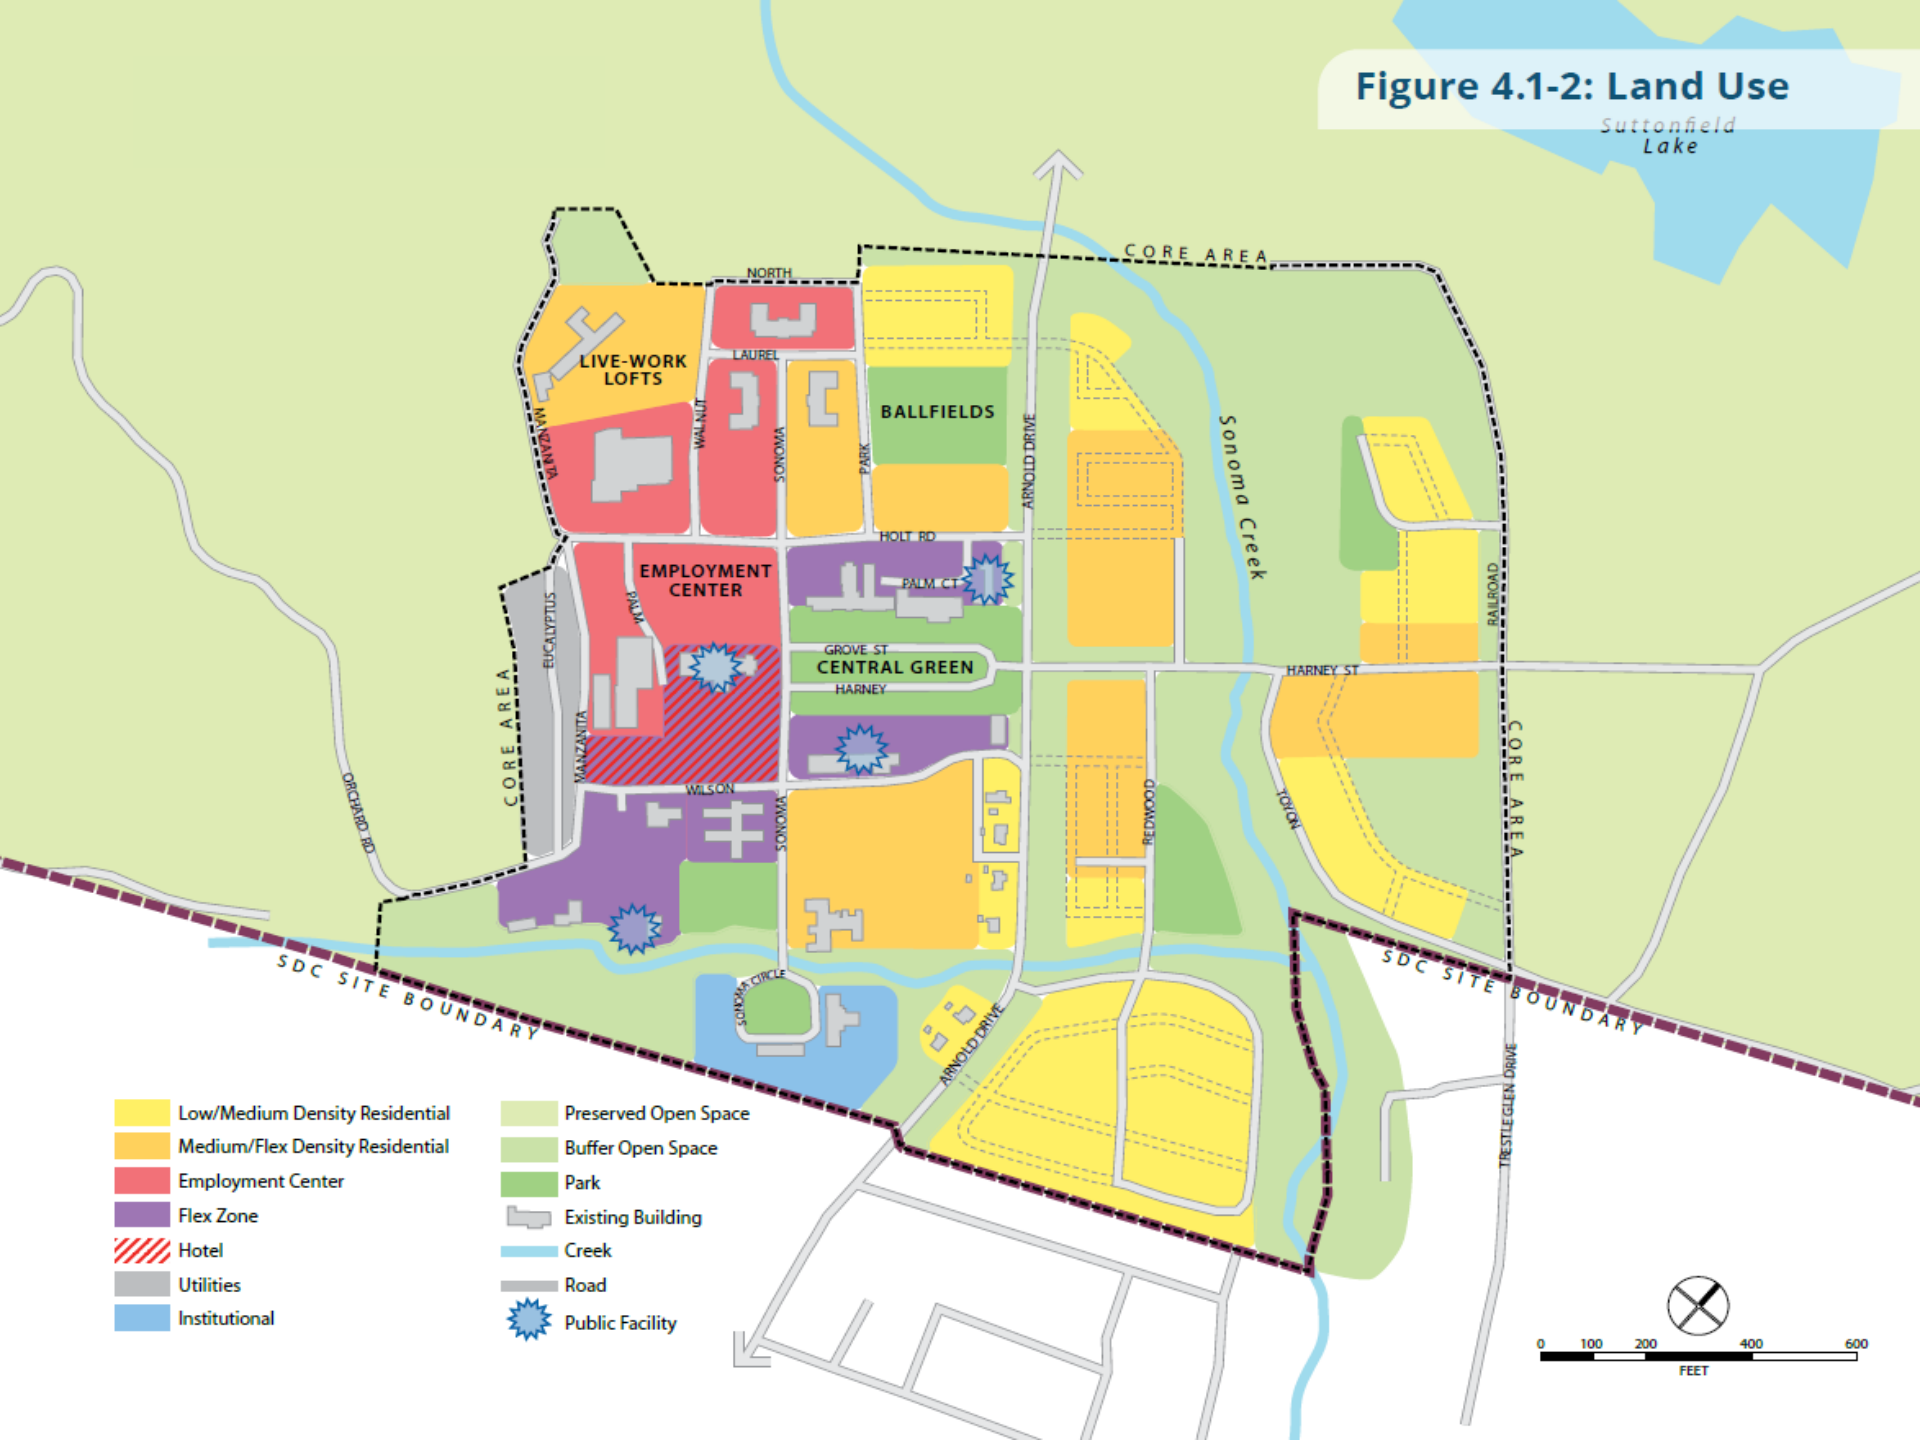 Figure 4.1-2: Land Use
Suttonfield
Lake
CORE AREA
NORTH
LIVE-WORK
LOFTS
LAUREL
MANZANITA
WALNUT
SONOMA
PARK
BALLFIELDS
ARNOLD DRIVE
Sonoma Creek
HOLT RD
EMPLOYMENT
CENTER
PALM CT
EUCALYPTUS
PALM
RAILROAD
GROVE ST
CENTRAL GREEN
HARNEY
HARNEY ST
CORE AREA
MANZANITA
CORE AREA
ORCHARD RD
WILSON
SONOMA
REDWOOD
TOYON
SDC SITE BOUNDARY
SDC SITE BOUNDARY
SONOMA CIRCLE
ARNOLD DRIVE
TRESTLE GLEN DRIVE
Low/Medium Density Residential
Medium/Flex Density Residential
Employment Center
Flex Zone
Hotel
Utilities
Institutional
Preserved Open Space
Buffer Open Space
Park
Existing Building
Creek
Road
Public Facility
0 100 200 400 600
FEET